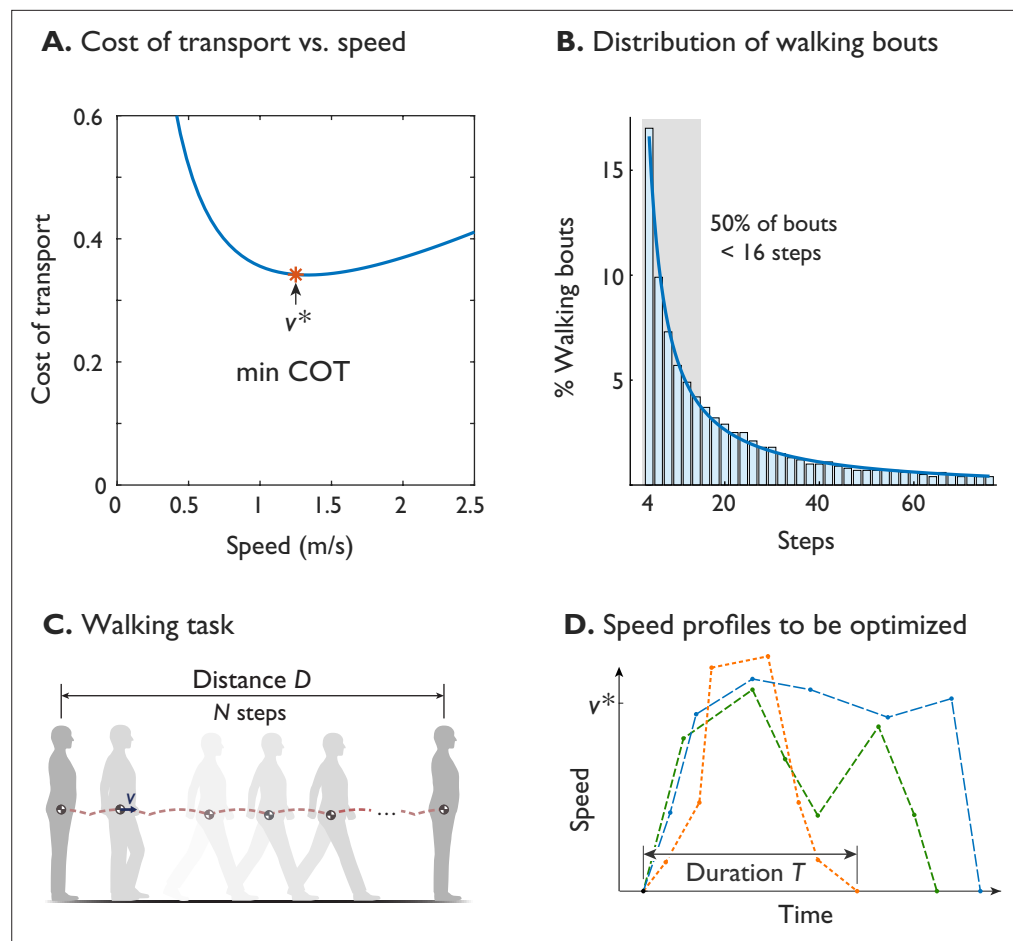 A. Cost of transport vs. speed
0.6
0.4
0.2
0
Cost of transport
v*
min COT
0 0.5 1 1.5 2 2.5
Speed (m/s)
B. Distribution of walking bouts
15
10
5
% Walking bouts
50% of bouts
< 16 steps
4 20 40 60
Steps
C. Walking task
Distance D
N steps
v
...
D. Speed profiles to be optimized
v*
Speed
Duration T
Time